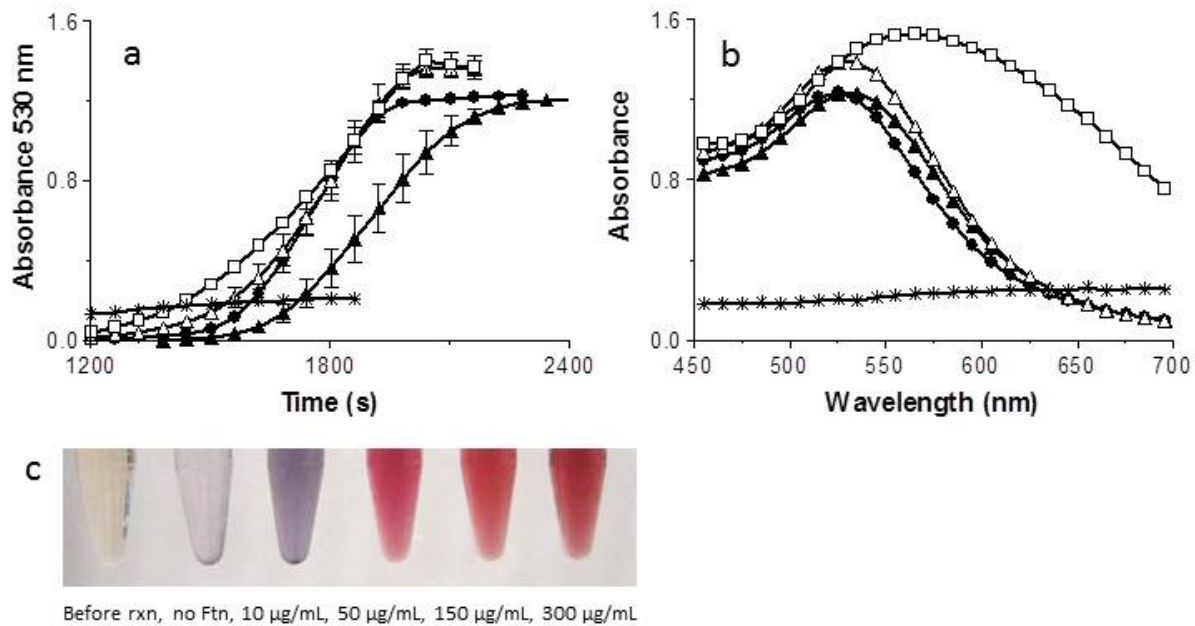 a
b
Absorbance 530 nm
1.6
0.8
0.0
1200
1800
2400
Time (s)
Absorbance
1.6
0.8
0.0
450
500
550
600
650
700
Wavelength (nm)
c
Before rxn, no Ftn, 10 µg/mL, 50 µg/mL, 150 µg/mL, 300 µg/mL